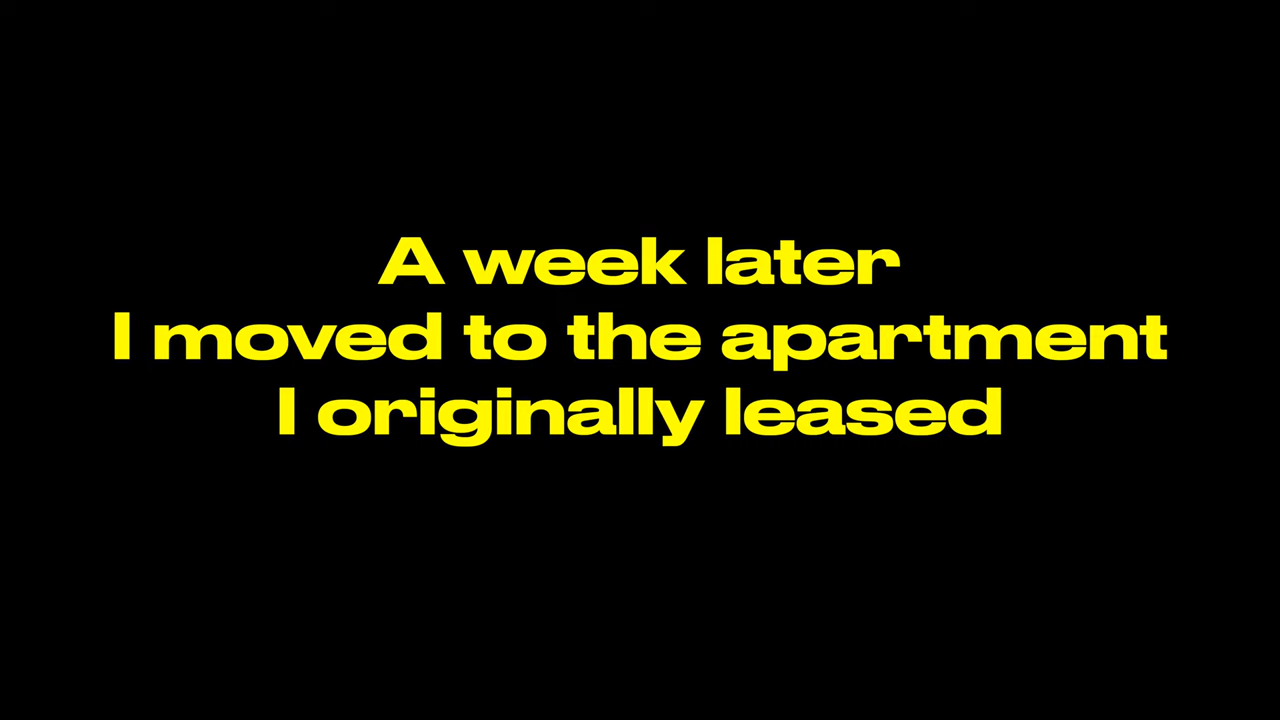 A week later
I moved to the apartment
I originally leased